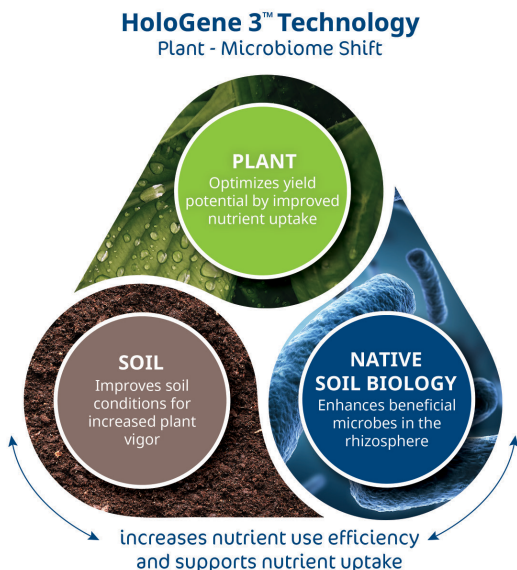 HoloGene 3™ Technology
Plant - Microbiome Shift
PLANT
Optimizes yield
potential by improved
nutrient uptake
SOIL
Improves soil
conditions for
increased plant
vigor
NATIVE
SOIL BIOLOGY
Enhances beneficial
microbes in the
rhizosphere
increases nutrient use efficiency
and supports nutrient uptake